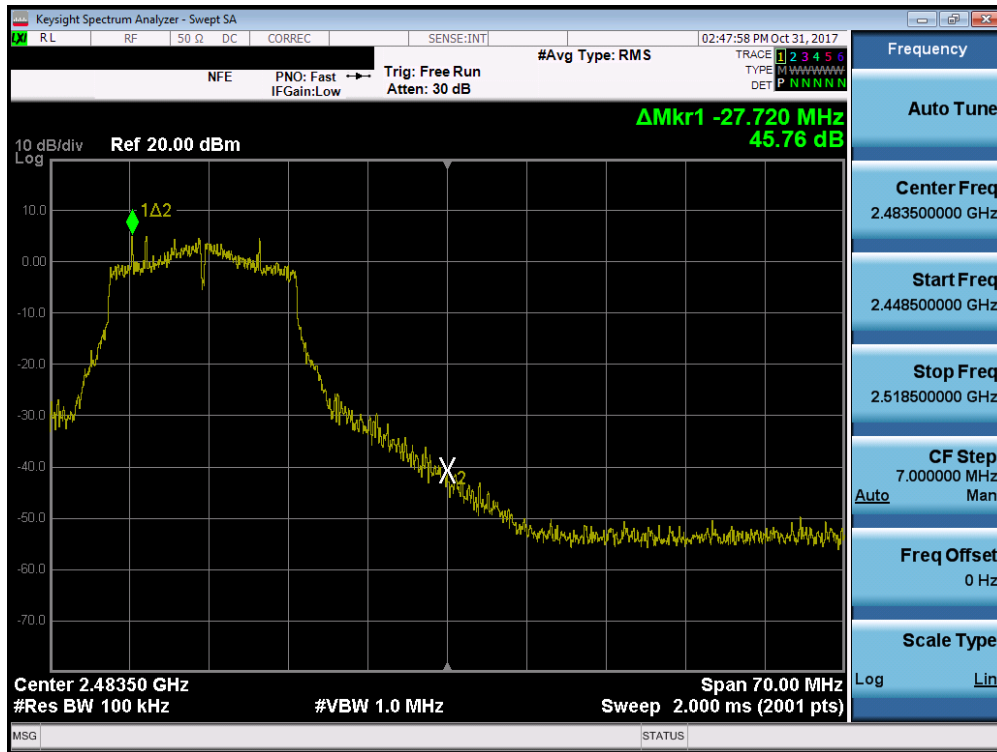 Keysight Spectrum Analyzer - Swept SA
LXI RL RF 50 Ω DC CORREC SENSE:INT 02:47:58 PM Oct 31, 2017
#Avg Type: RMS TRACE 1 2 3 4 5 6
NFE PNO: Fast Trig: Free Run TYPE M WWWWW
IFGain:Low Atten: 30 dB DET P N N N N N
ΔMkr1 -27.720 MHz
45.76 dB
10 dB/div Ref 20.00 dBm
Log
1Δ2
10.0
0.00
-10.0
-20.0
-30.0
-40.0
2
-50.0
-60.0
-70.0
Center 2.48350 GHz Span 70.00 MHz
#Res BW 100 kHz #VBW 1.0 MHz Sweep 2.000 ms (2001 pts)
MSG STATUS
Frequency
Auto Tune
Center Freq
2.483500000 GHz
Start Freq
2.448500000 GHz
Stop Freq
2.518500000 GHz
CF Step
7.000000 MHz
Auto Man
Freq Offset
0 Hz
Scale Type
Log Lin